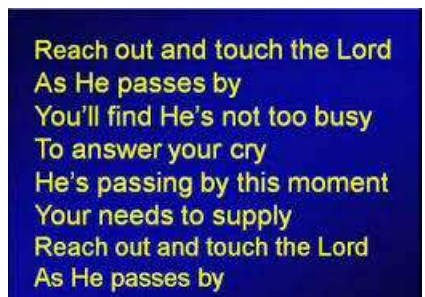 Reach out and touch the Lord
As He passes by
You'll find He's not too busy
To answer your cry
He's passing by this moment
Your needs to supply
Reach out and touch the Lord
As He passes by